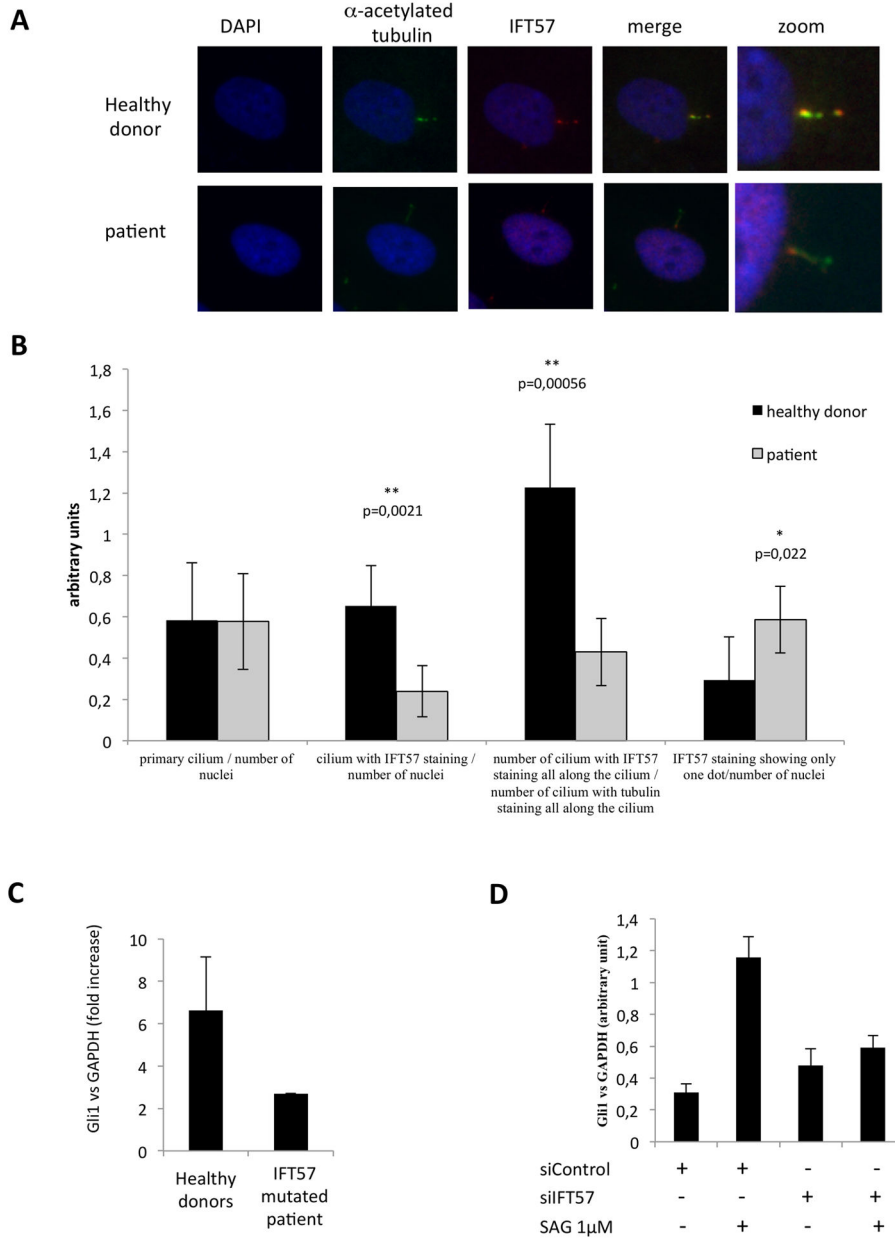 A
DAPI
α-acetylated
tubulin
IFT57
merge
zoom
Healthy
donor
patient
B
1,8
1,6
1,4
1,2
1
0,8
0,6
0,4
0,2
0
arbitrary units
**
p=0,0021
**
p=0,00056
*
p=0,022
healthy donor
patient
primary cilium / number of
nuclei
cilium with IFT57 staining /
number of nuclei
number of cilium with IFT57
staining all along the cilium /
number of cilium with tubulin
staining all along the cilium
IFT57 staining showing only
one dot/number of nuclei
C
Gli1 vs GAPDH (fold increase)
10
8
6
4
2
0
Healthy
donors
IFT57
mutated
patient
D
Gli1 vs GAPDH (arbitrary unit)
1,4
1,2
1
0,8
0,6
0,4
0,2
0
siControl + + - -
siIFT57 - - + +
SAG 1µM - + - +